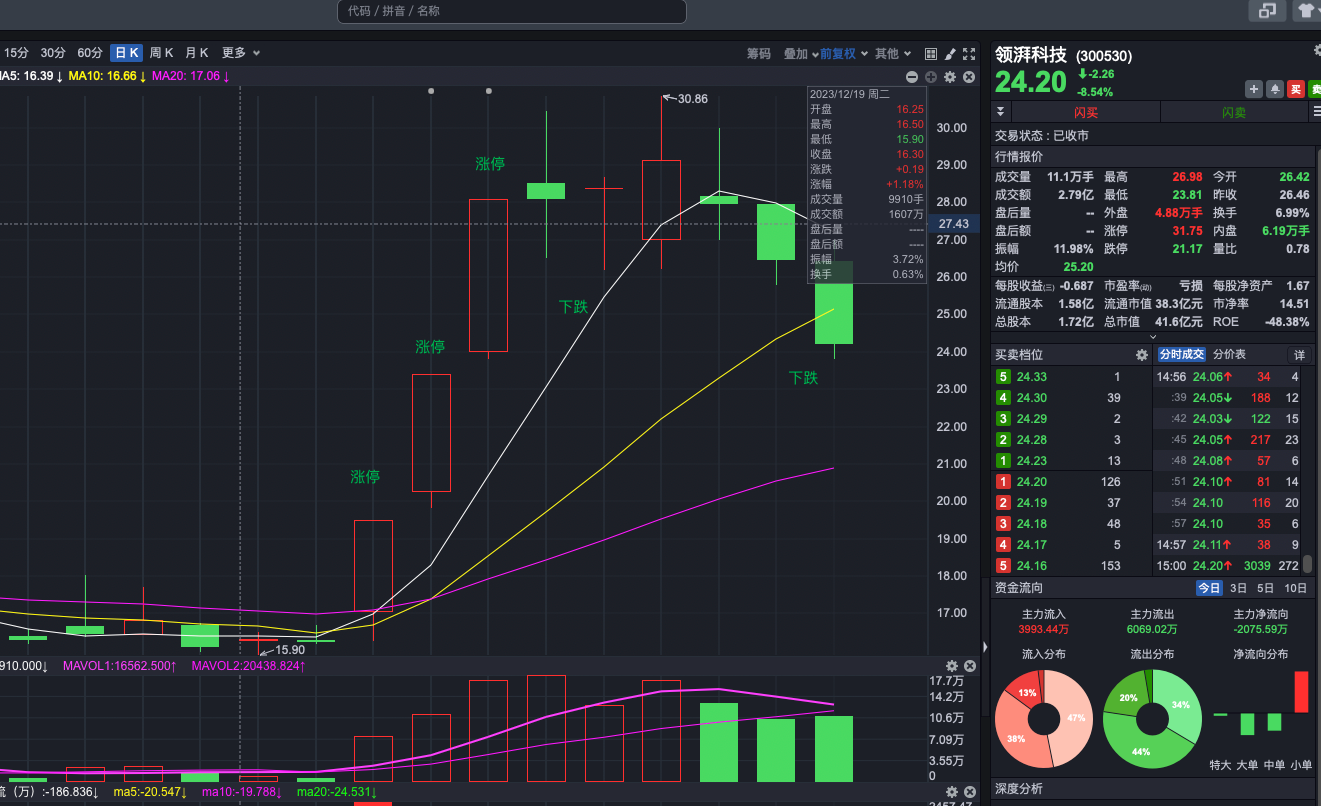 代码 / 拼音 / 名称
15分 30分 60分 日K 周K 月K 更多
筹码 叠加 前复权 其他
MA5: 16.39↓ MA10: 16.66↓ MA20: 17.06↓
2023/12/19 周二
开盘 16.25
最高 16.50
最低 15.90
收盘 16.30
涨跌 +0.19
涨幅 +1.18%
成交量 9910手
成交额 1607万
盘后量 ----
盘后额 ----
振幅 3.72%
换手 0.63%
30.86
涨停
涨停
涨停
下跌
下跌
15.90
30.00
29.00
28.00
27.43
27.00
26.00
25.00
24.00
23.00
22.00
21.00
20.00
19.00
18.00
17.00
910.000↓ MAVOL1:16562.500↑ MAVOL2:20438.824↑
17.7万
14.2万
10.6万
7.09万
3.55万
0
流（万）:-186.836↓ ma5:-20.547↓ ma10:-19.788↓ ma20:-24.531↓
领湃科技 (300530)
24.20 ↓-2.26
-8.54%
买 卖
闪买 闪卖
交易状态 : 已收市
行情报价
成交量 11.1万手 最高 26.98 今开 26.42
成交额 2.79亿 最低 23.81 昨收 26.46
盘后量 -- 外盘 4.88万手 换手 6.99%
盘后额 -- 涨停 31.75 内盘 6.19万手
振幅 11.98% 跌停 21.17 量比 0.78
均价 25.20
每股收益(三) -0.687 市盈率(动) 亏损 每股净资产 1.67
流通股本 1.58亿 流通市值 38.3亿元 市净率 14.51
总股本 1.72亿 总市值 41.6亿元 ROE -48.38%
买卖档位 分时成交 分价表 详
5 24.33 1 14:56 24.06↑ 34 4
4 24.30 39 :39 24.05↓ 188 12
3 24.29 2 :42 24.03↓ 122 15
2 24.28 3 :45 24.05↑ 217 23
1 24.23 13 :48 24.08↑ 57 6
1 24.20 126 :51 24.10↑ 81 14
2 24.19 37 :54 24.10 116 20
3 24.18 48 :57 24.10 35 6
4 24.17 5 14:57 24.11↑ 38 9
5 24.16 153 15:00 24.20↑ 3039 272
资金流向 今日 3日 5日 10日
主力流入 主力流出 主力净流向
3993.44万 6069.02万 -2075.59万
流入分布 流出分布 净流向分布
13% 47% 38%
20% 34% 44%
特大 大单 中单 小单
深度分析